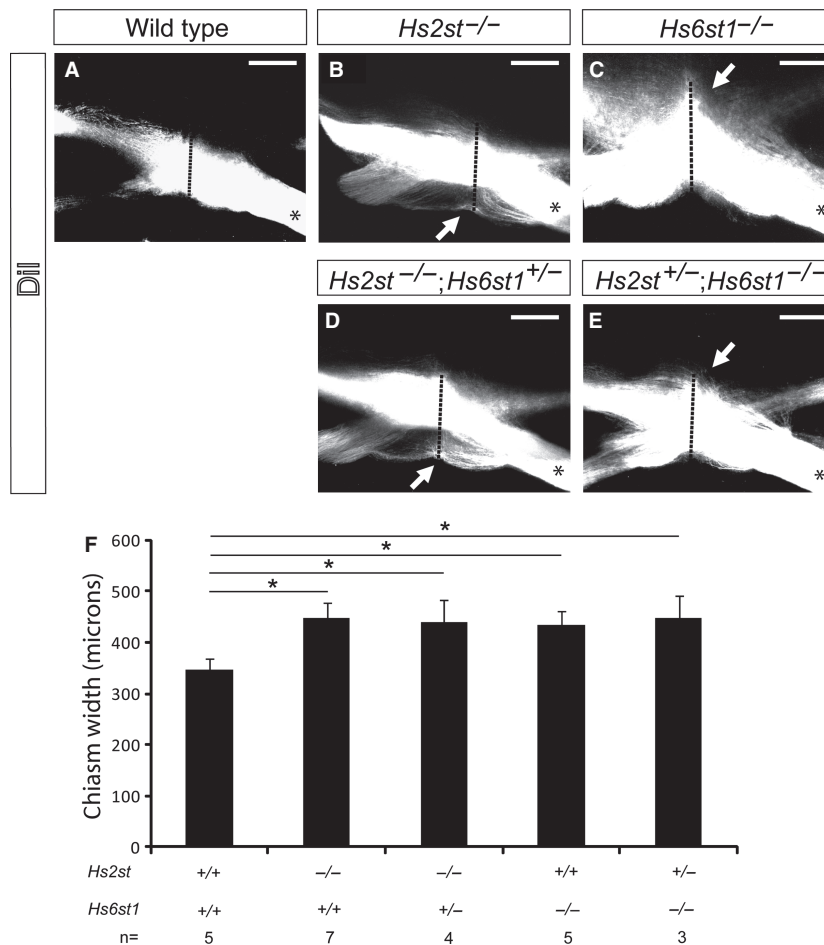 Wild type
Hs2st–/–
Hs6st1–/–
DiI
A
B
C
*
*
*
Hs2st –/–;Hs6st1+/–
Hs2st+/–;Hs6st1–/–
D
E
*
*
F
Chiasm width (microns)
600
500
400
300
200
100
0
*
*
*
*
Hs2st +/+ –/– –/– +/+ +/–
Hs6st1 +/+ +/+ +/– –/– –/–
n= 5 7 4 5 3